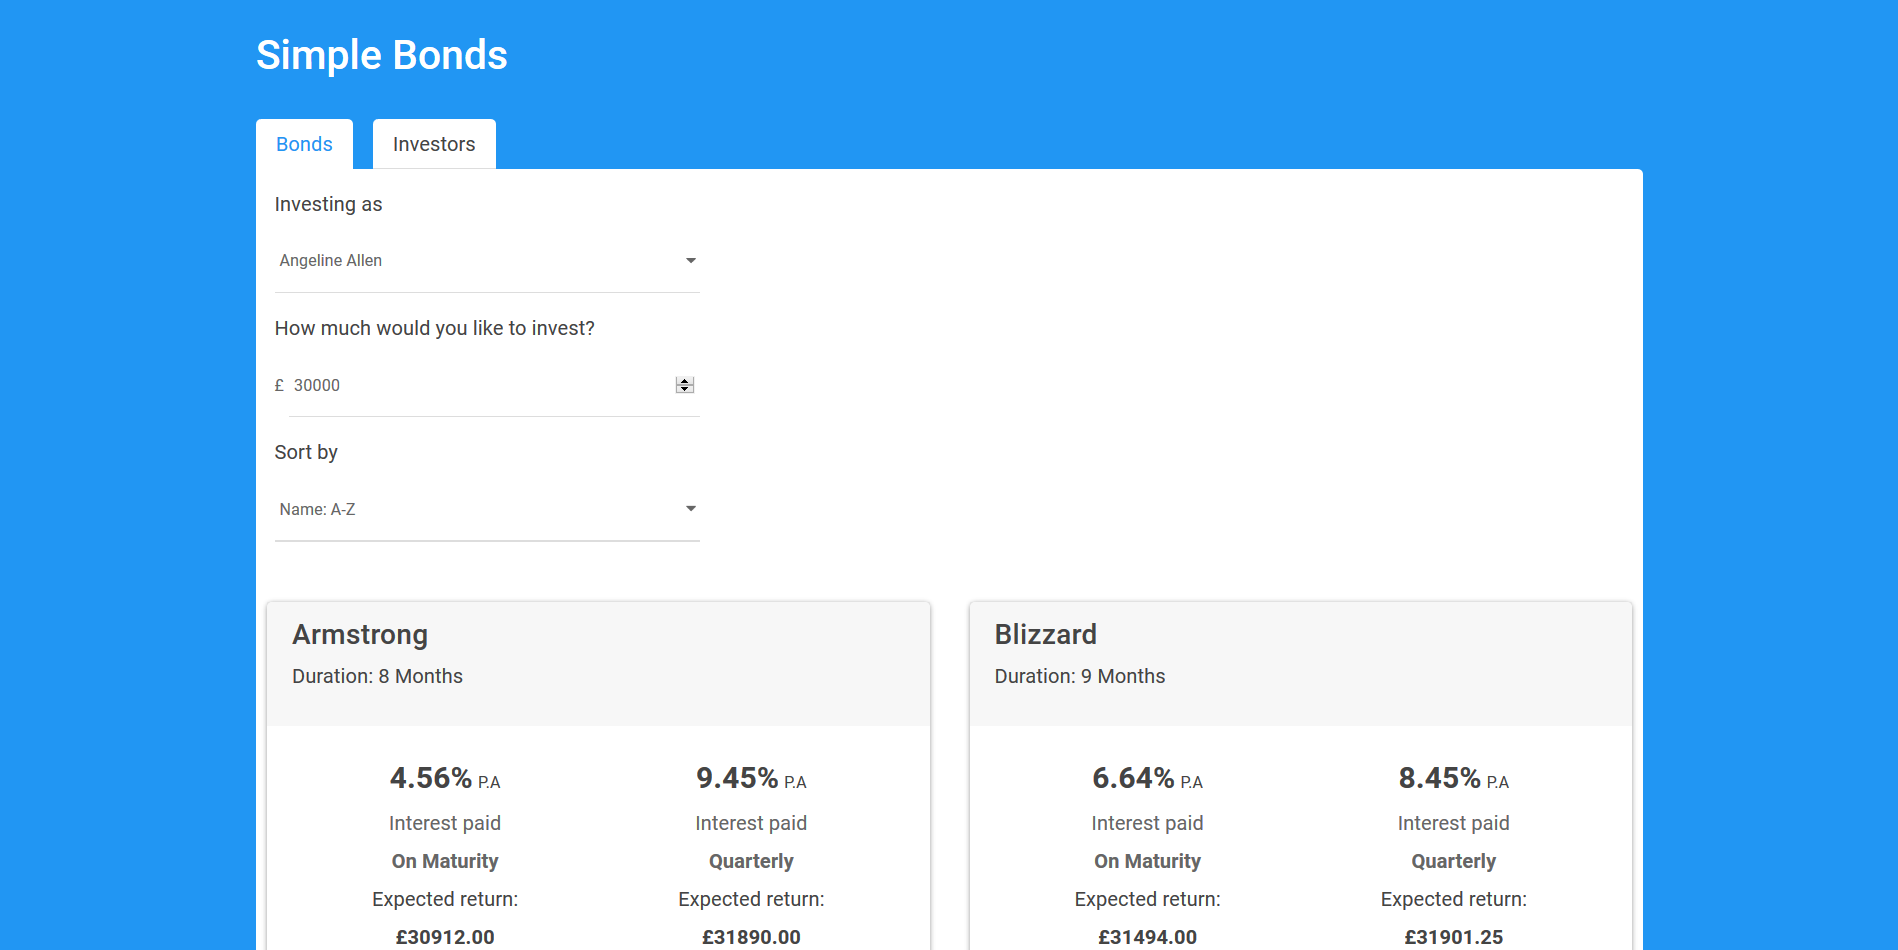 Simple Bonds
Bonds
Investors
Investing as
Angeline Allen
How much would you like to invest?
£ 30000
Sort by
Name: A-Z
Armstrong
Duration: 8 Months
4.56% P.A
Interest paid
On Maturity
Expected return:
£30912.00
9.45% P.A
Interest paid
Quarterly
Expected return:
£31890.00
Blizzard
Duration: 9 Months
6.64% P.A
Interest paid
On Maturity
Expected return:
£31494.00
8.45% P.A
Interest paid
Quarterly
Expected return:
£31901.25